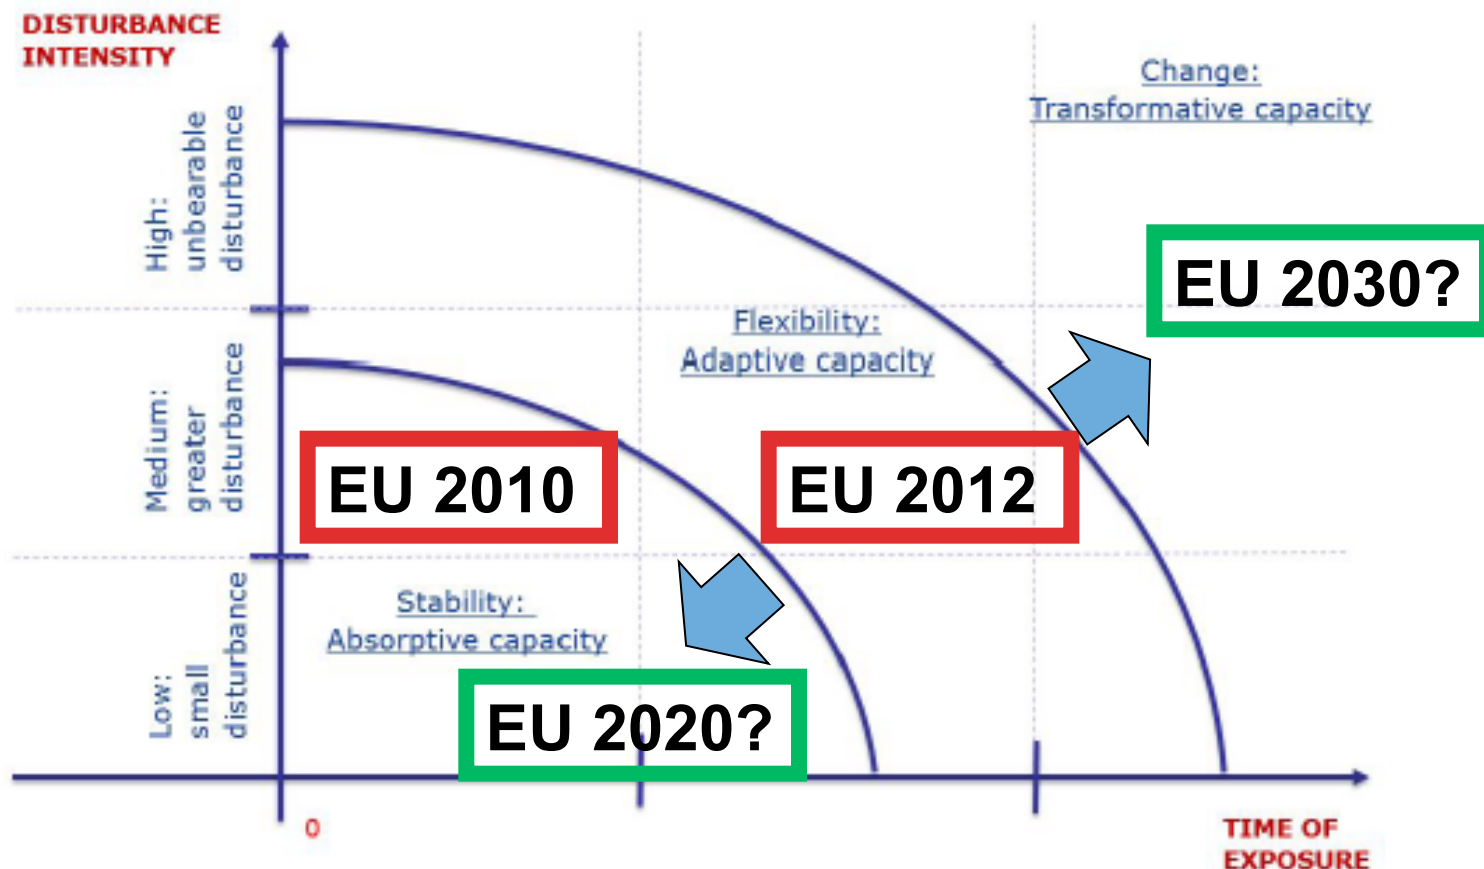 DISTURBANCE
INTENSITY
Change:
Transformative capacity
High:
unbearable
disturbance
EU 2030?
Flexibility:
Adaptive capacity
Medium:
greater
disturbance
EU 2010
EU 2012
Stability:
Absorptive capacity
Low:
small
disturbance
EU 2020?
0
TIME OF
EXPOSURE